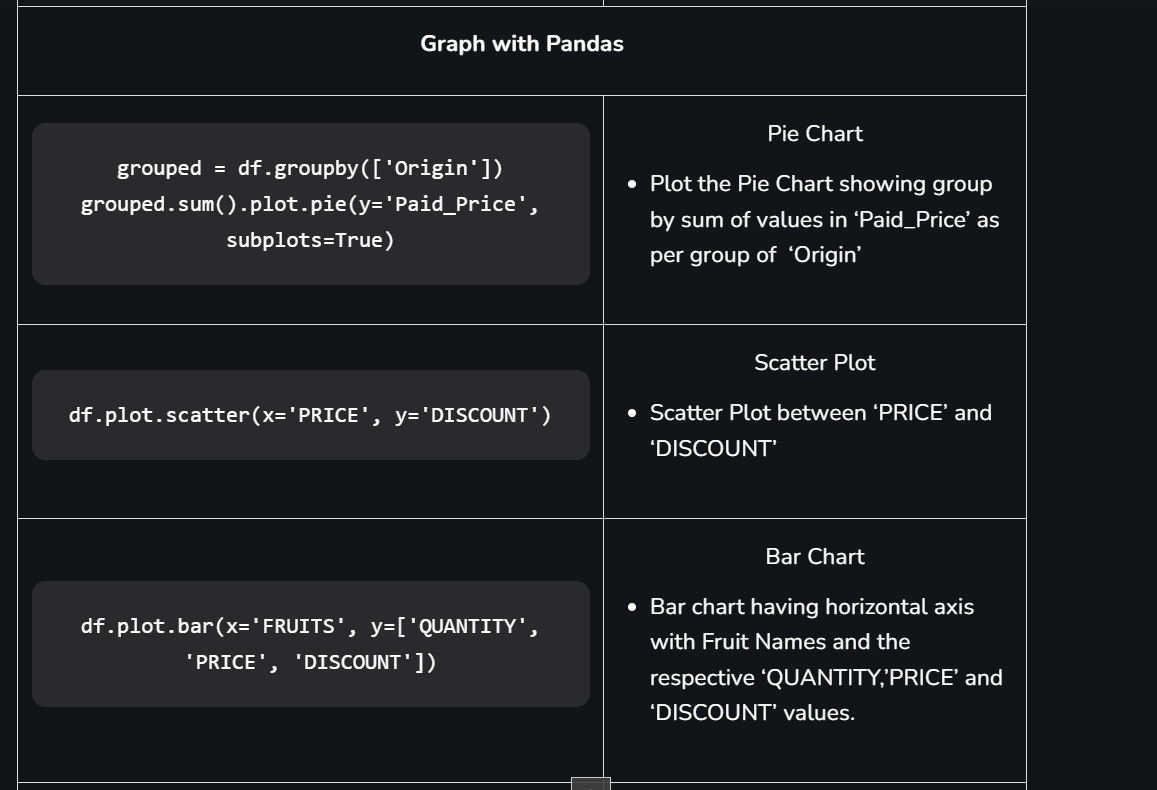 Graph with Pandas
grouped = df.groupby(['Origin'])
grouped.sum().plot.pie(y='Paid_Price',
subplots=True)
Pie Chart
• Plot the Pie Chart showing group
by sum of values in ‘Paid_Price’ as
per group of ‘Origin’
df.plot.scatter(x='PRICE', y='DISCOUNT')
Scatter Plot
• Scatter Plot between ‘PRICE’ and
‘DISCOUNT’
df.plot.bar(x='FRUITS', y=['QUANTITY',
'PRICE', 'DISCOUNT'])
Bar Chart
• Bar chart having horizontal axis
with Fruit Names and the
respective ‘QUANTITY,’PRICE’ and
‘DISCOUNT’ values.